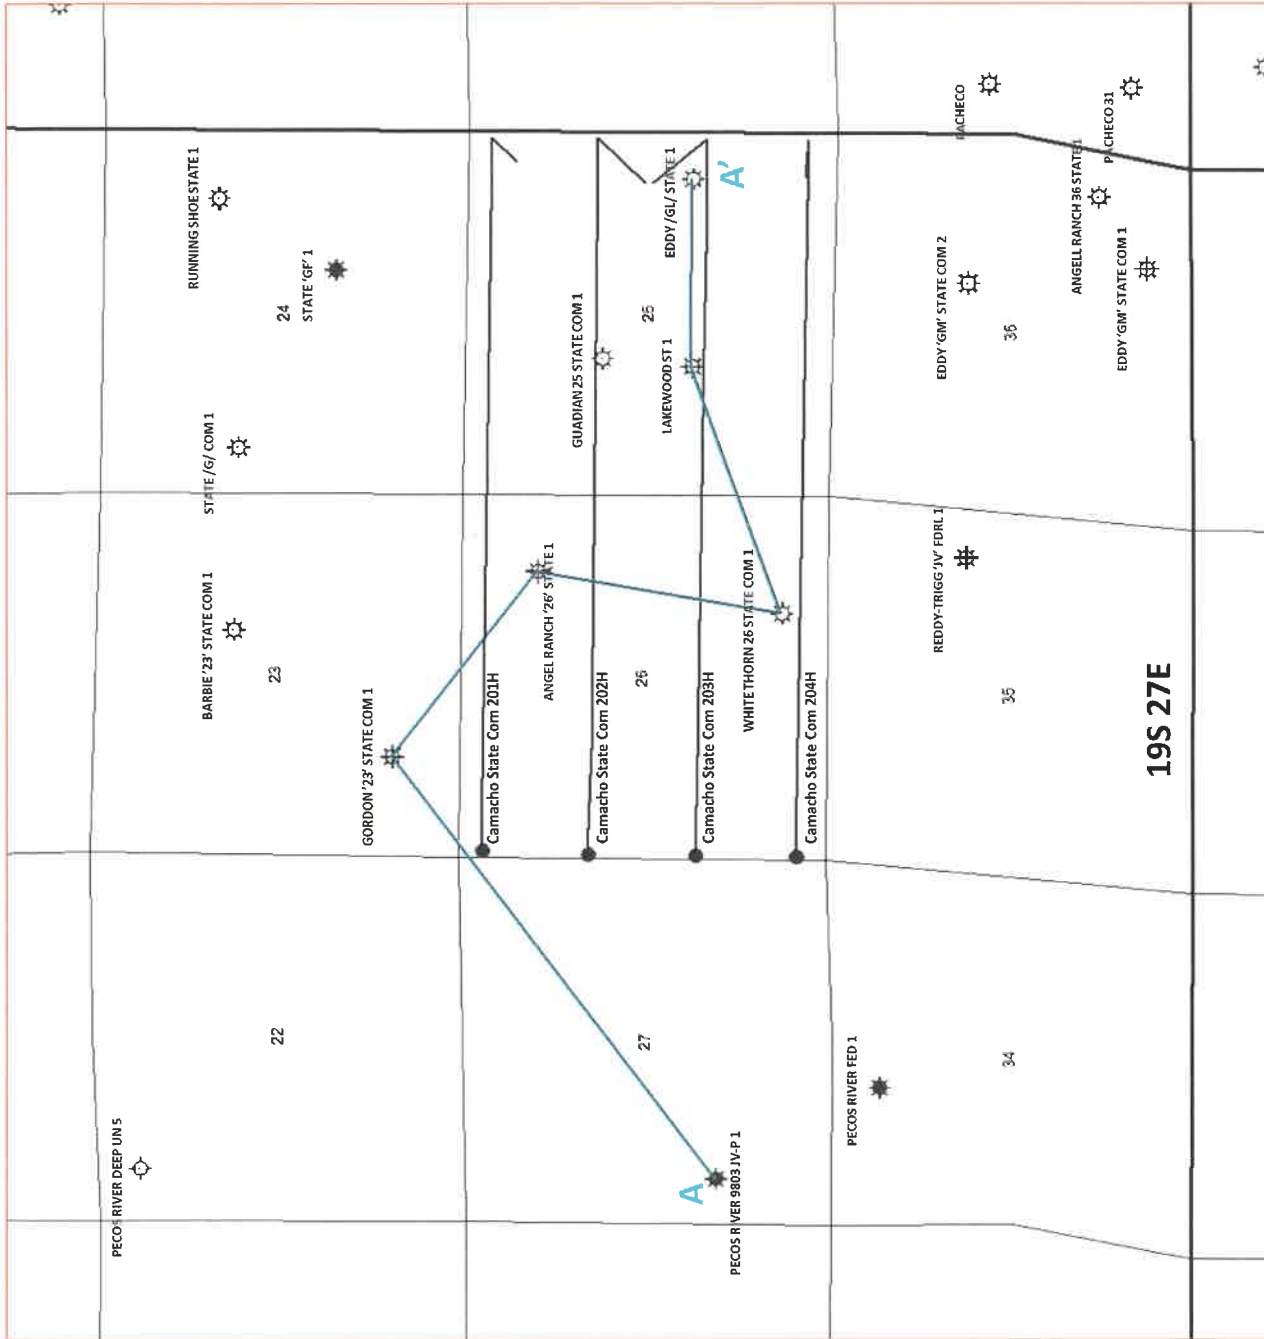 PECOS RIVER DEEP UN 5
RUNNING SHOE STATE 1
BARBIE '23' STATE COM 1
STATE /G/ COM 1
22
23
24
STATE 'GF' 1
GORDON '23' STATE COM 1
Camacho State Com 201H
ANGEL RANCH '26' STATE 1
GUADIAN 25 STATE COM 1
Camacho State Com 202H
27
26
25
LAKEWOOD ST 1
EDDY /GL/ STATE 1
A
A'
Camacho State Com 203H
PECOS RIVER 9803 JV-P 1
WHITETHORN 26 STATE COM 1
Camacho State Com 204H
PECOS RIVER FED 1
REDDY-TRIGG 'JV' FDRL 1
EDDY 'GM' STATE COM 2
PACHECO
34
35
36
ANGELL RANCH 36 STATE 1
PACHECO 31
EDDY 'GM' STATE COM 1
19S 27E